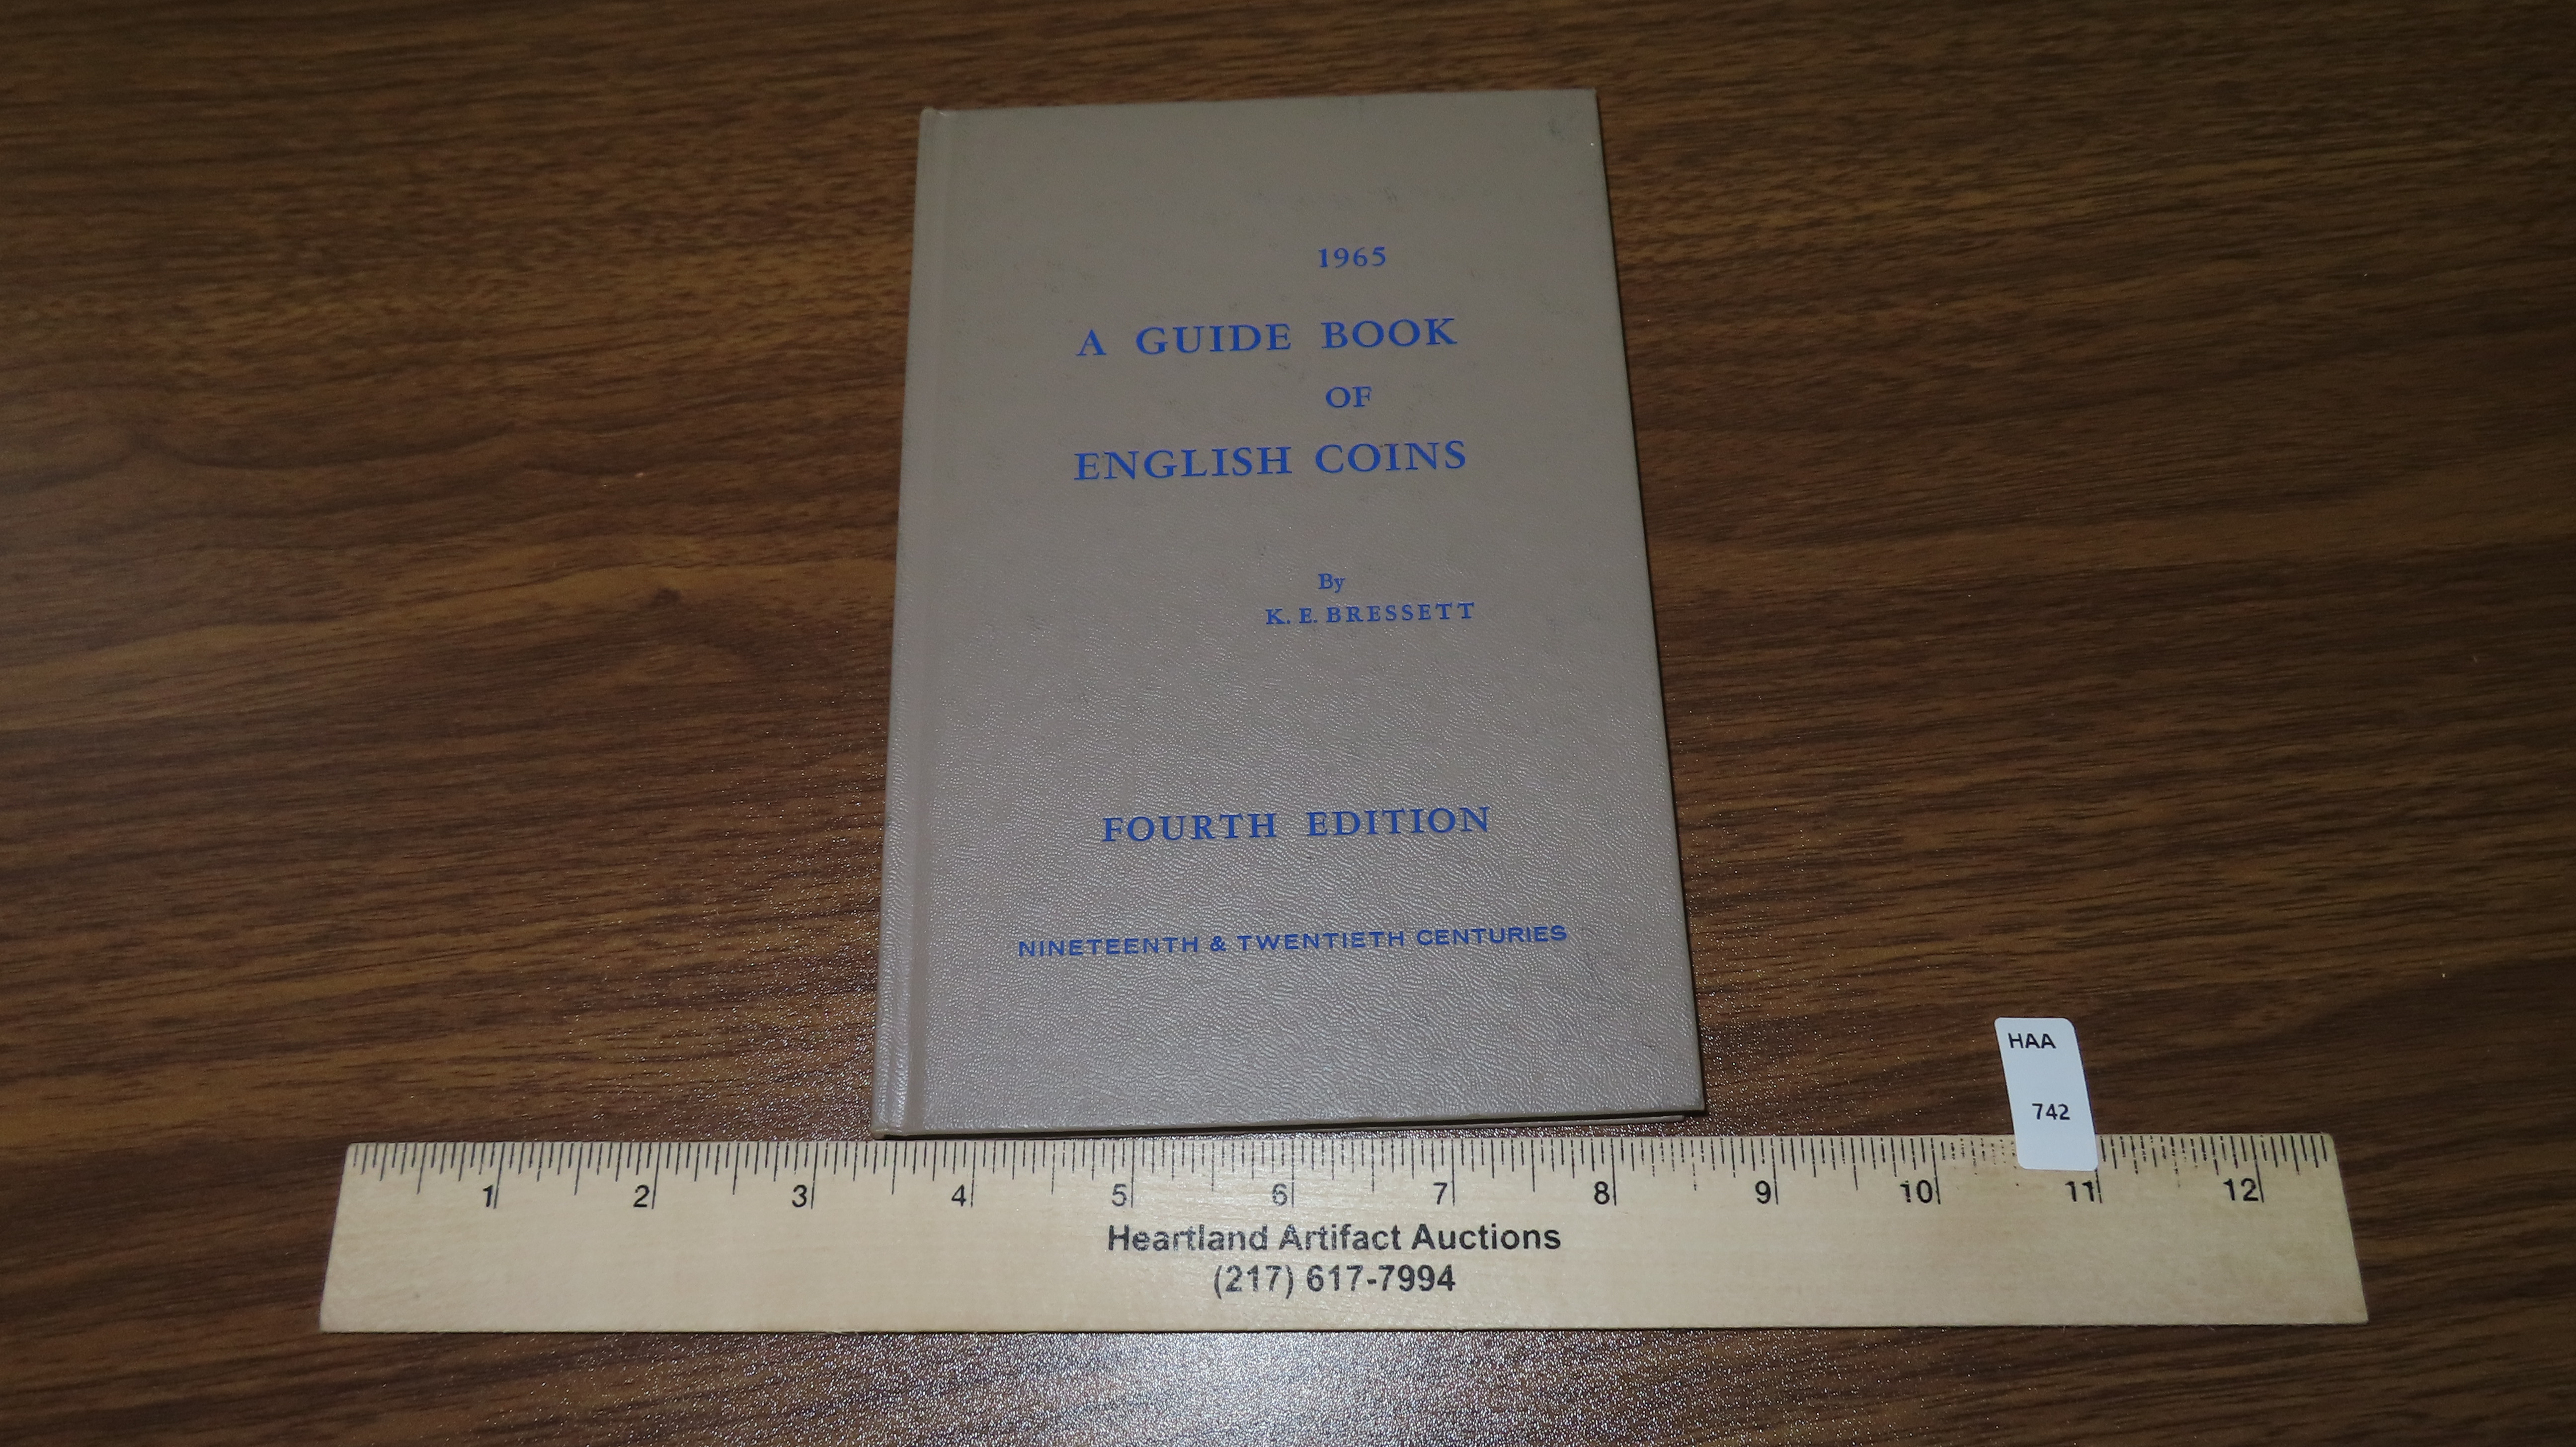 1965
A GUIDE BOOK
OF
ENGLISH COINS
By
K. E. BRESSETT
FOURTH EDITION
NINETEENTH & TWENTIETH CENTURIES
HAA
742
1 2 3 4 5 6 7 8 9 10 11 12
Heartland Artifact Auctions
(217) 617-7994